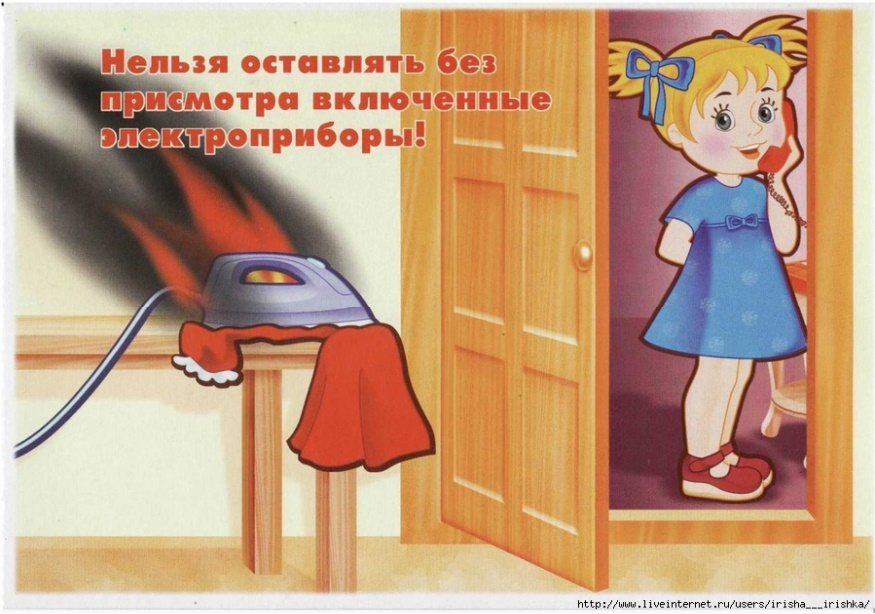 Нельзя оставлять без
присмотра включенные
электроприборы!
http://www.liveinternet.ru/users/irisha___irishka/